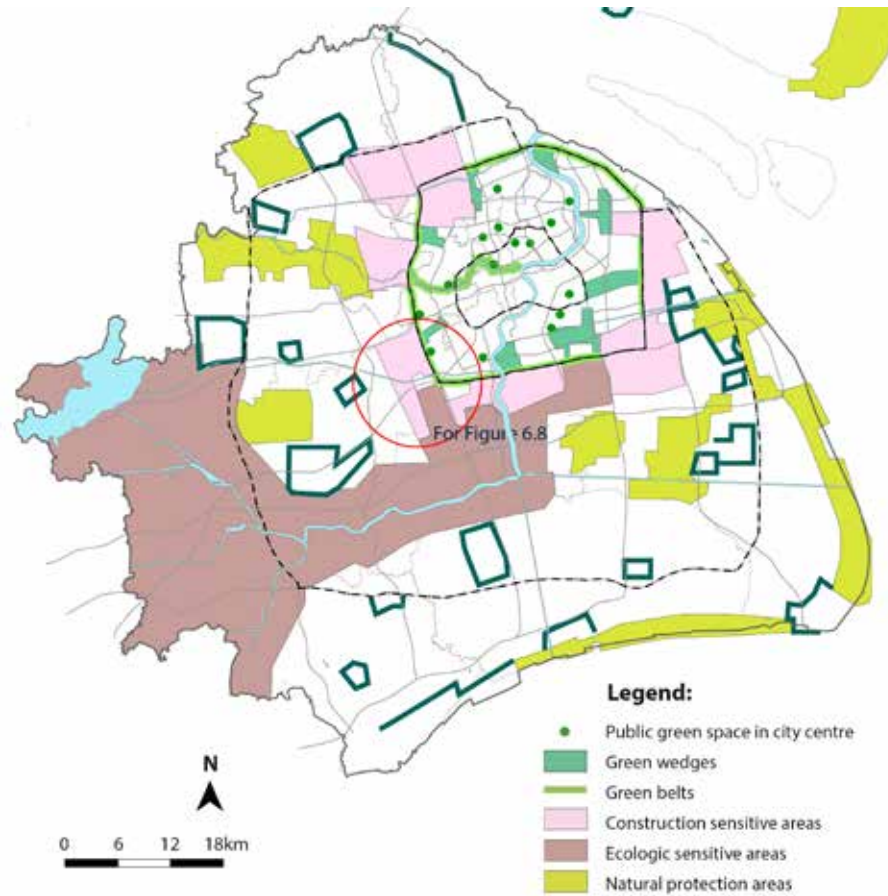 For Figure 6.8
Legend:
Public green space in city centre
Green wedges
Green belts
Construction sensitive areas
Ecologic sensitive areas
Natural protection areas
N
0 6 12 18km